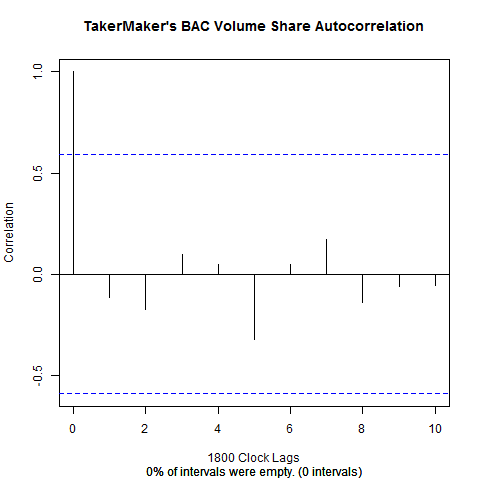 TakerMaker's BAC Volume Share Autocorrelation
Correlation
1.0
0.5
0.0
-0.5
0 2 4 6 8 10
1800 Clock Lags
0% of intervals were empty. (0 intervals)